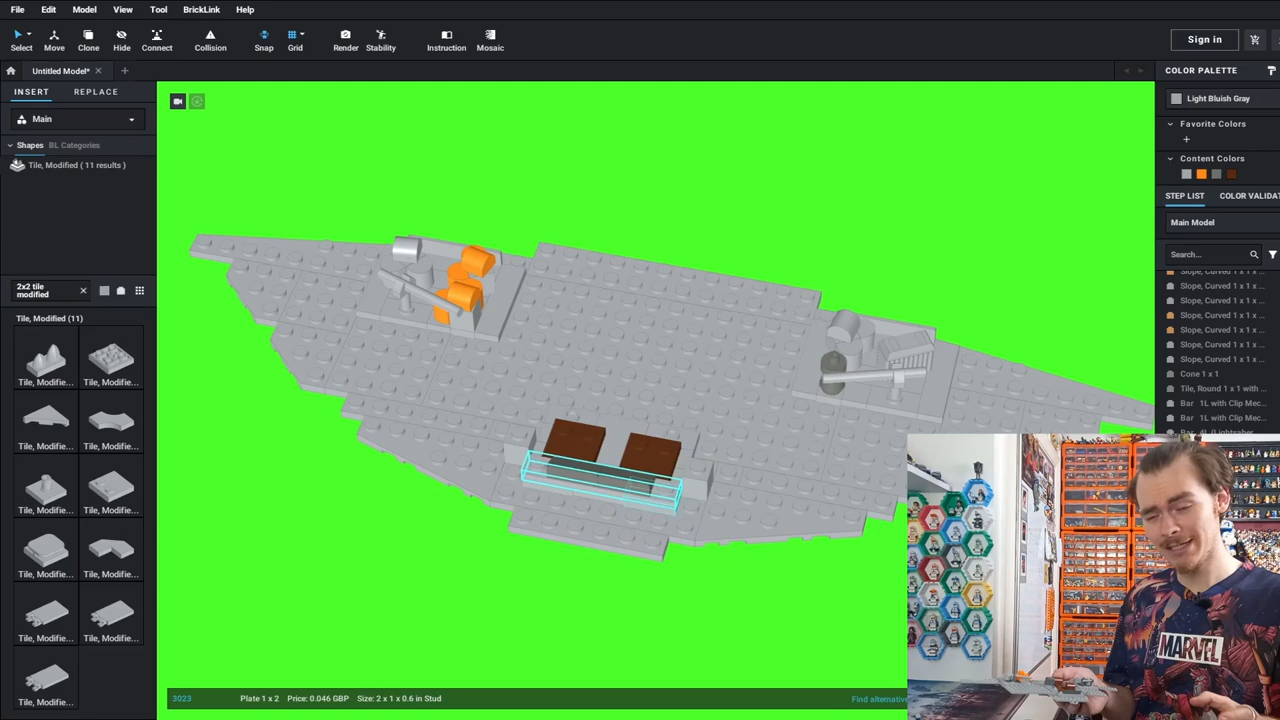 File Edit Model View Tool BrickLink Help
Select Move Clone Hide Connect Collision Snap Grid Render Stability Instruction Mosaic Sign in
Untitled Model* COLOR PALETTE
INSERT REPLACE Light Bluish Gray
Main Favorite Colors
Shapes BL Categories
Tile, Modified ( 11 results ) Content Colors
STEP LIST COLOR VALIDAT
Main Model
Search...
Slope, Curved 1 x 1 x ...
Slope, Curved 1 x 1 x ...
Slope, Curved 1 x 1 x ...
Slope, Curved 1 x 1 x ...
Slope, Curved 1 x 1 x ...
Slope, Curved 1 x 1 x ...
Slope, Curved 1 x 1 x ...
Cone 1 x 1
Tile, Round 1 x 1 with ...
Bar 1L with Clip Mec...
Bar 1L with Clip Mec...
Bar 4L (Lightsaber
2x2 tile
modified
Tile, Modified (11)
Tile, Modifie... Tile, Modifie...
Tile, Modifie... Tile, Modifie...
Tile, Modifie... Tile, Modifie...
Tile, Modifie... Tile, Modifie...
Tile, Modifie... Tile, Modifie...
Tile, Modifie...
3023 Plate 1 x 2 Price: 0.046 GBP Size: 2 x 1 x 0.6 in Stud Find alternative
MARVEL